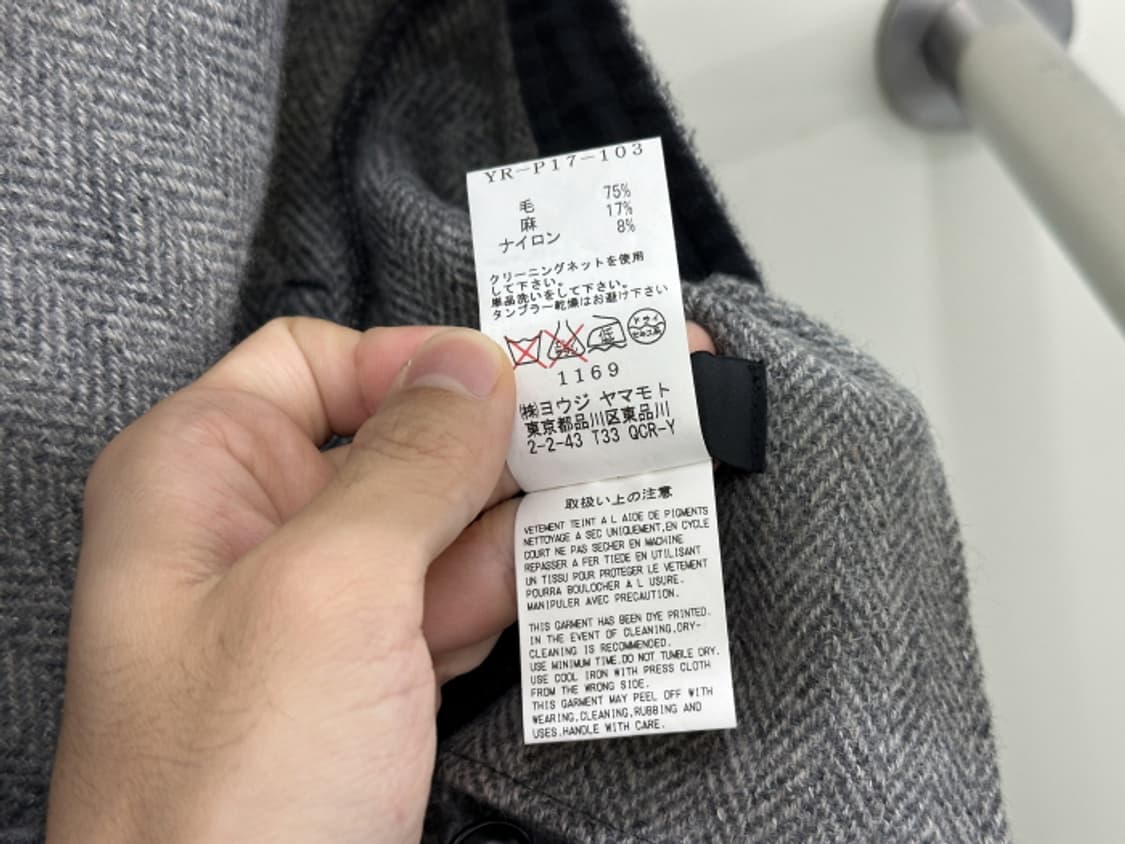 YR-P17-103
毛 75%
麻 17%
ナイロン 8%
クリーニングネットを使用
して下さい。
単品洗いをして下さい。
タンブラー乾燥はお避け下さい
低
ドライ
セキユ系
1169
㈱ヨウジ ヤマモト
東京都品川区東品川
2-2-43 T33 QCR-Y
取扱い上の注意
VETEMENT TEINT A L AIDE DE PIGMENTS
NETTOYAGE A SEC UNIQUEMENT,EN CYCLE
COURT NE PAS SECHER EN MACHINE
REPASSER A FER TIEDE EN UTILISANT
UN TISSU POUR PROTEGER LE VETEMENT
POURRA BOULOCHER A L USURE.
MANIPULER AVEC PRECAUTION.
THIS GARMENT HAS BEEN DYE PRINTED.
IN THE EVENT OF CLEANING,DRY-
CLEANING IS RECOMMENDED.
USE MINIMUM TIME.DO NOT TUMBLE DRY.
USE COOL IRON WITH PRESS CLOTH
FROM THE WRONG SIDE.
THIS GARMENT MAY PEEL OFF WITH
WEARING,CLEANING,RUBBING AND
USES.HANDLE WITH CARE.